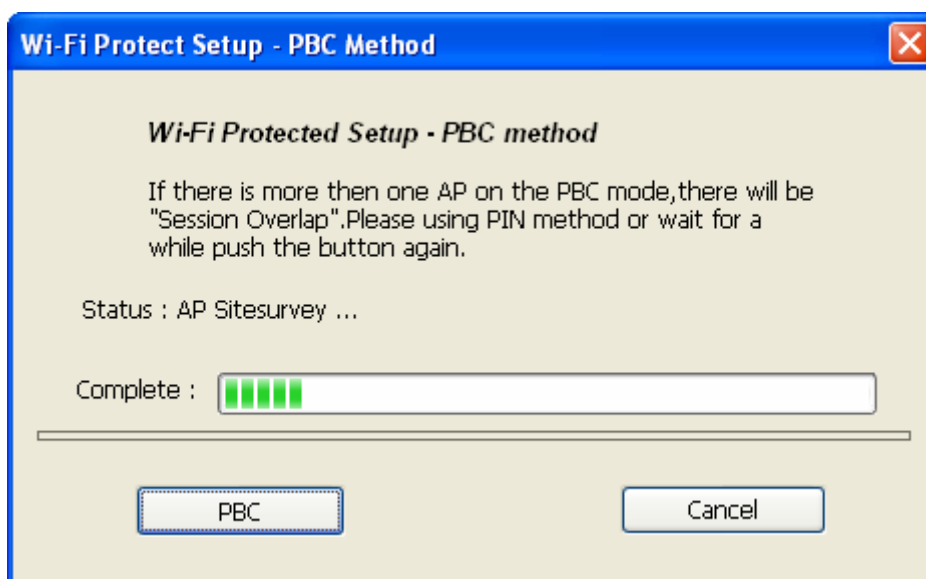 Wi-Fi Protect Setup - PBC Method
Wi-Fi Protected Setup - PBC method
If there is more then one AP on the PBC mode,there will be
"Session Overlap".Please using PIN method or wait for a
while push the button again.
Status : AP Sitesurvey ...
Complete :
PBC
Cancel